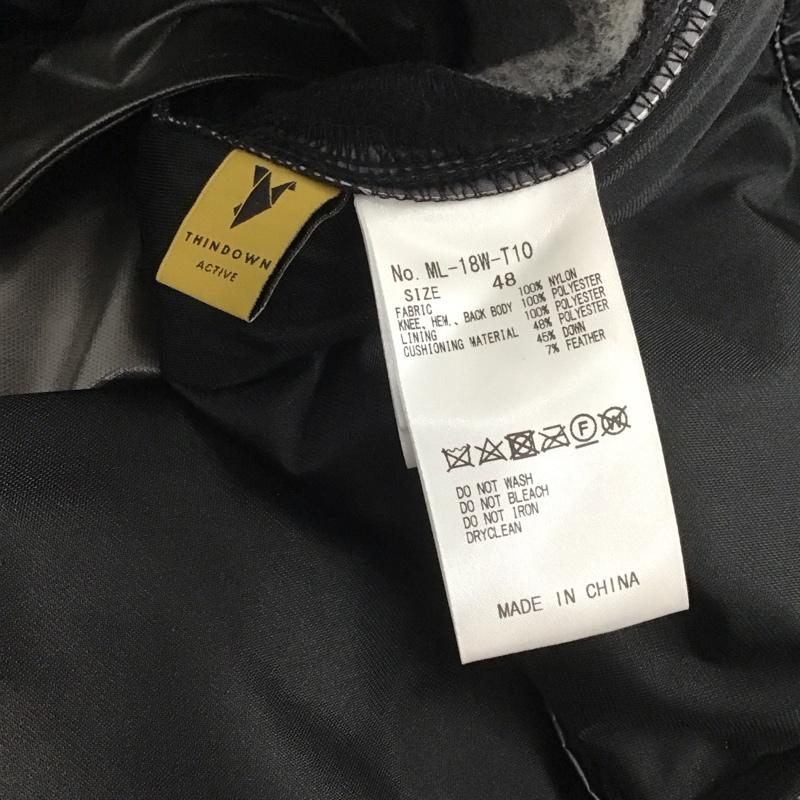 THINDOWN
ACTIVE
No. ML-18W-T10
SIZE 48
FABRIC 100% NYLON
KNEE, HEM,、BACK BODY 100% POLYESTER
LINING 100% POLYESTER
CUSHIONING MATERIAL 48% POLYESTER
45% DOWN
7% FEATHER
F
W
DO NOT WASH
DO NOT BLEACH
DO NOT IRON
DRYCLEAN
MADE IN CHINA